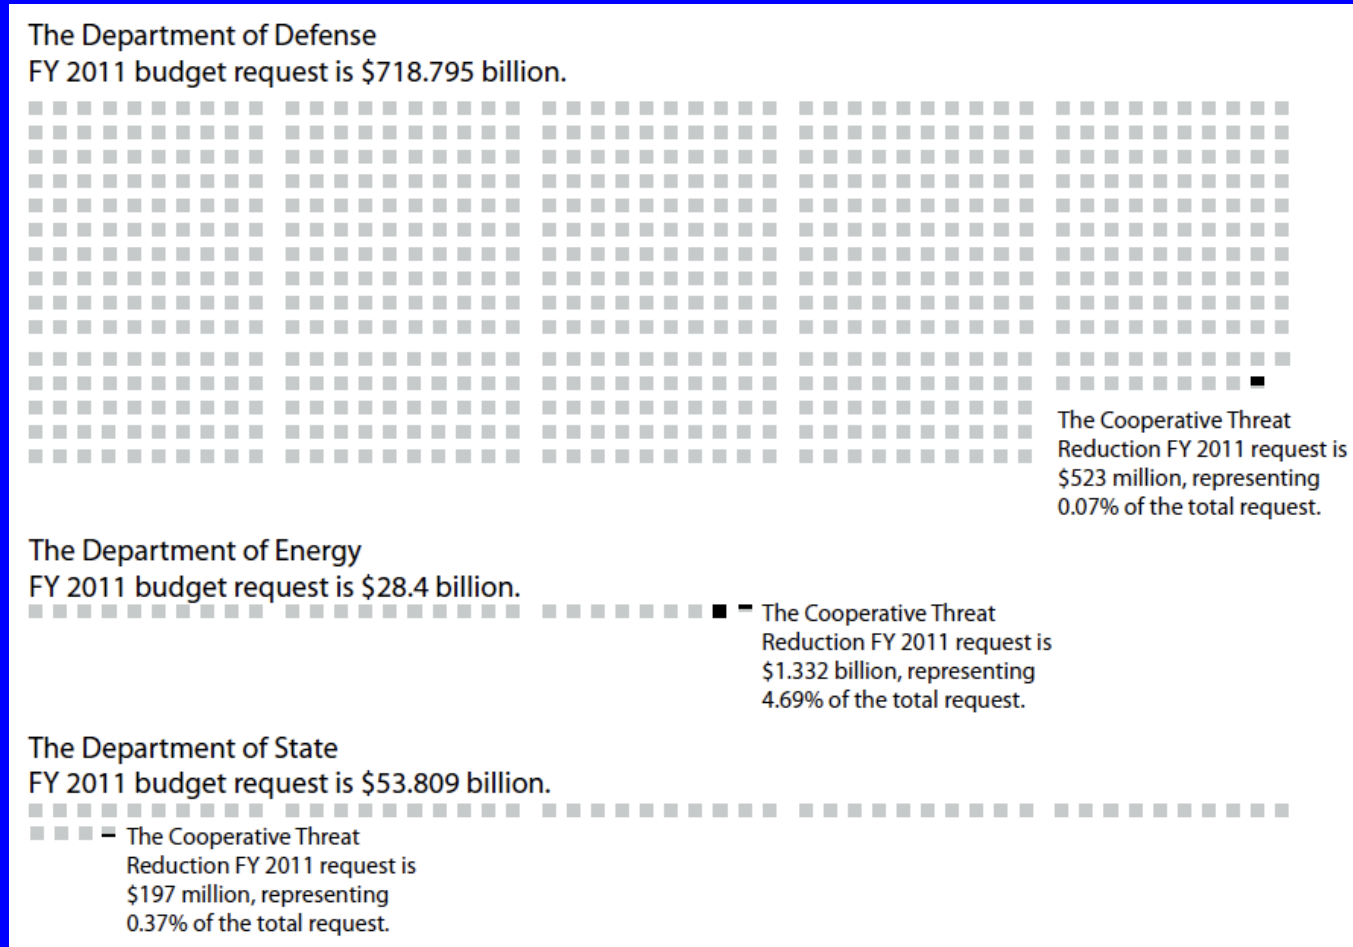 The Department of Defense
FY 2011 budget request is $718.795 billion.
The Cooperative Threat
Reduction FY 2011 request is
$523 million, representing
0.07% of the total request.
The Department of Energy
FY 2011 budget request is $28.4 billion.
The Cooperative Threat
Reduction FY 2011 request is
$1.332 billion, representing
4.69% of the total request.
The Department of State
FY 2011 budget request is $53.809 billion.
The Cooperative Threat
Reduction FY 2011 request is
$197 million, representing
0.37% of the total request.